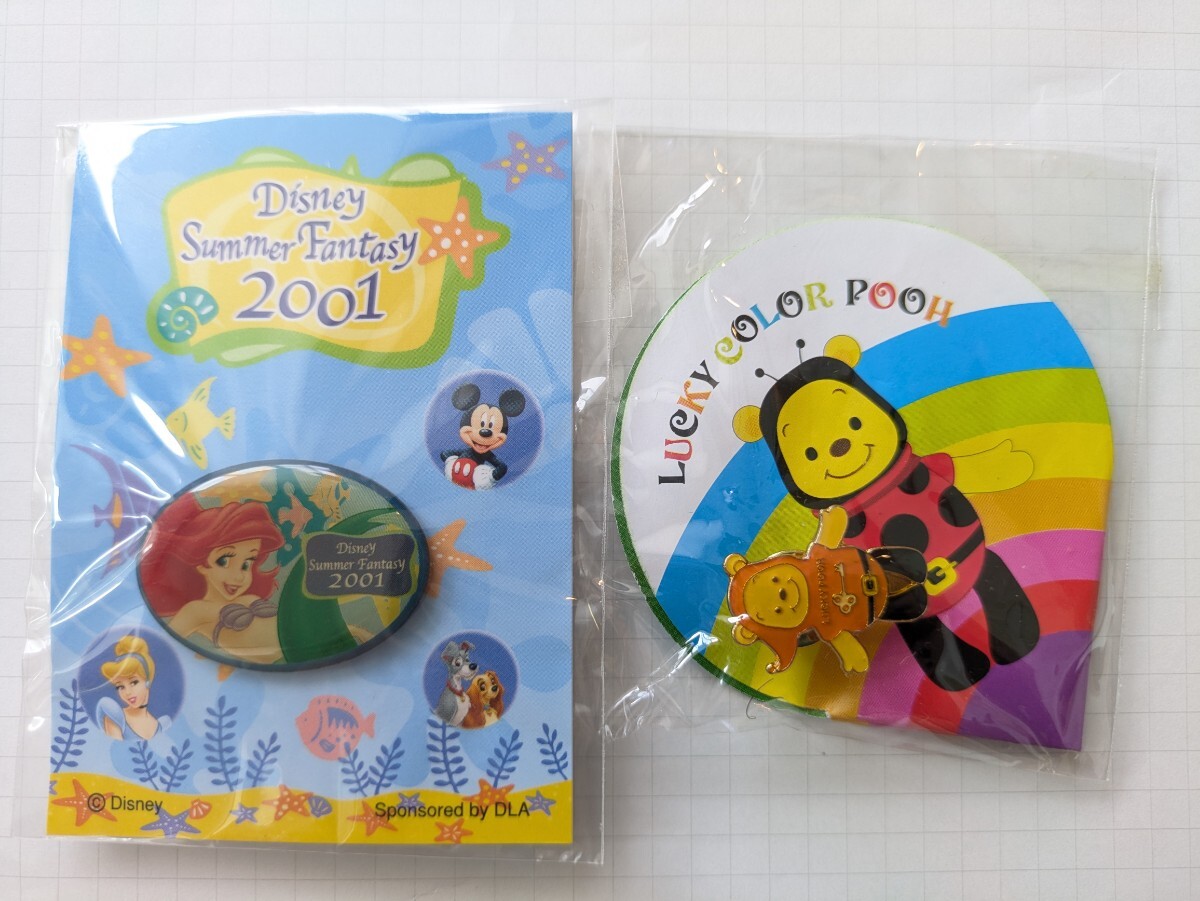 Disney
Summer Fantasy
2001
Disney
Summer Fantasy
2001
© Disney
Sponsored by DLA
LUCKY COLOR POOH